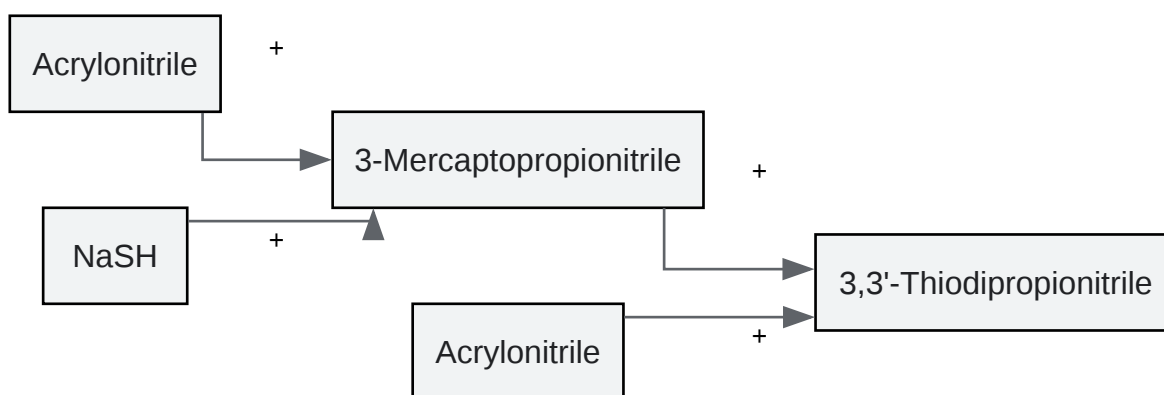 Acrylonitrile
+
3-Mercaptopropionitrile
+
NaSH
+
3,3'-Thiodipropionitrile
Acrylonitrile
+